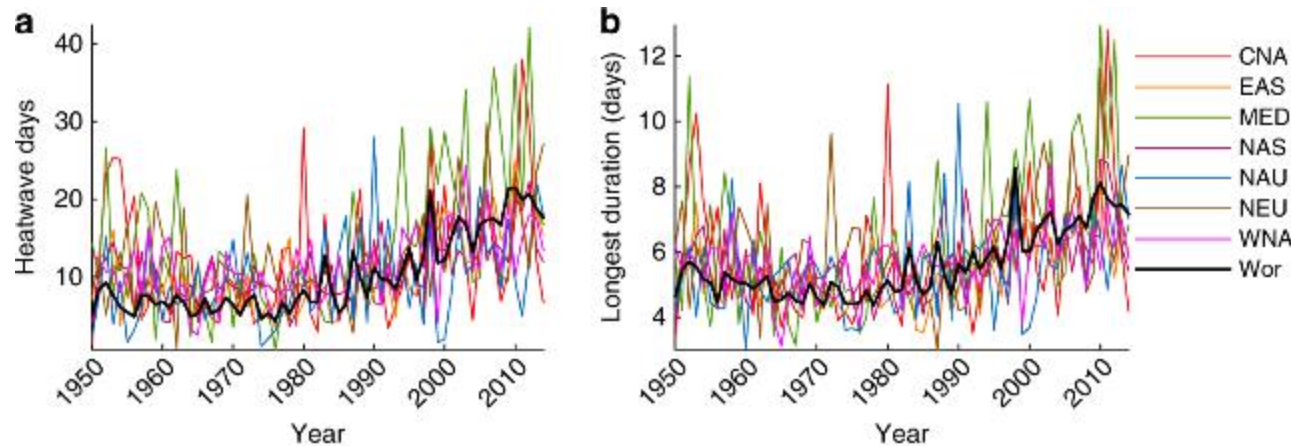 a
Heatwave days
40
30
20
10
1950
1960
1970
1980
1990
2000
2010
Year
b
Longest duration (days)
12
10
8
6
4
1950
1960
1970
1980
1990
2000
2010
Year
CNA
EAS
MED
NAS
NAU
NEU
WNA
Wor